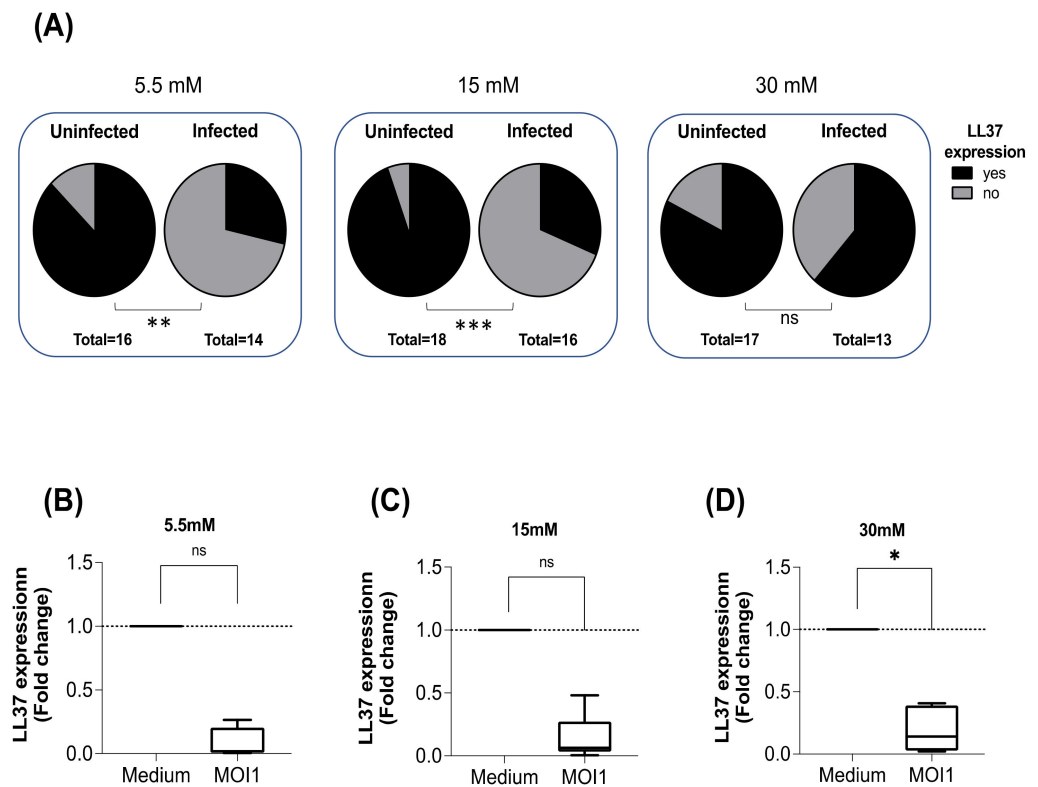 (A)
5.5 mM
15 mM
30 mM
Uninfected
Infected
Uninfected
Infected
Uninfected
Infected
LL37
expression
yes
no
**
***
ns
Total=16
Total=14
Total=18
Total=16
Total=17
Total=13
(B)
5.5mM
ns
LL37 expressionn
(Fold change)
1.5
1.0
0.5
0.0
Medium
MOI1
(C)
15mM
ns
LL37 expressionn
(Fold change)
1.5
1.0
0.5
0.0
Medium
MOI1
(D)
30mM
*
LL37 expressionn
(Fold change)
1.5
1.0
0.5
0.0
Medium
MOI1